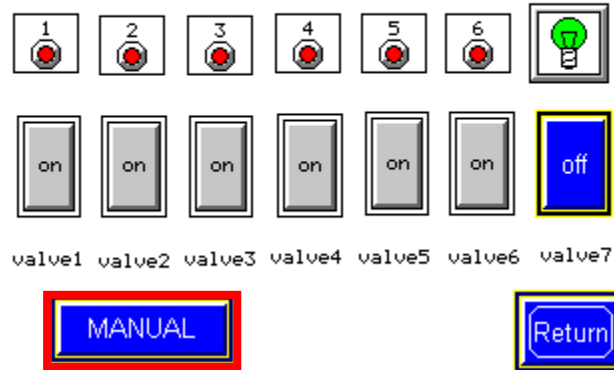 1 2 3 4 5 6
on on on on on on off
valve1 valve2 valve3 valve4 valve5 valve6 valve7
MANUAL Return